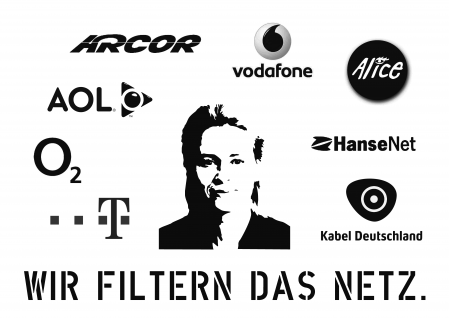 ARCOR
vodafone
Alice
AOL
HanseNet
O2
T
Kabel Deutschland
WIR FILTERN DAS NETZ.